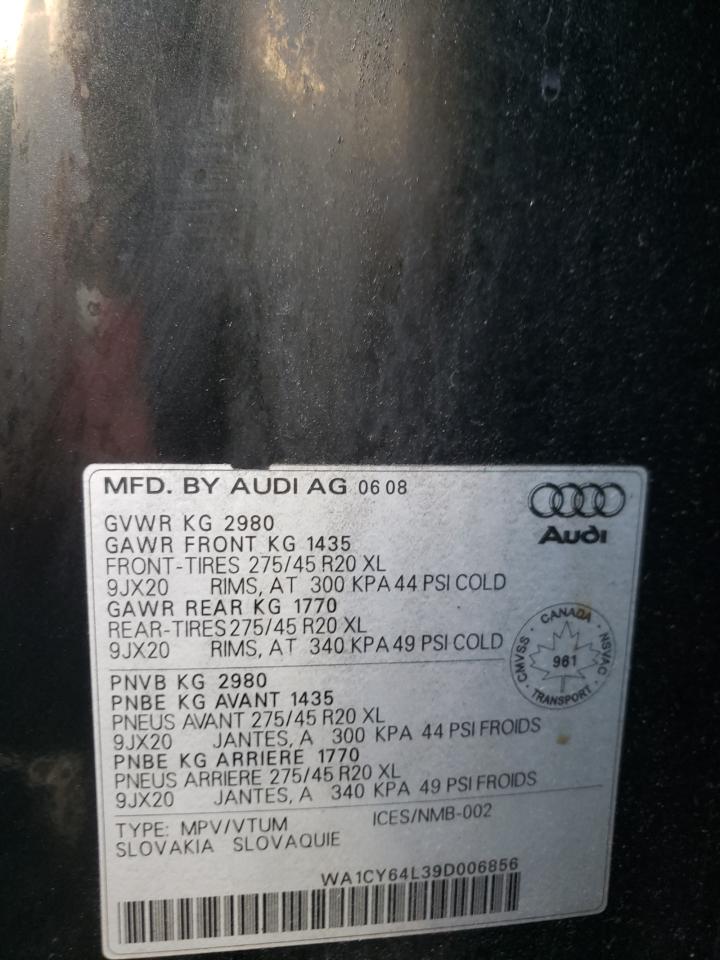 MFD. BY AUDI AG 06 08
Audi
GVWR KG 2980
GAWR FRONT KG 1435
FRONT-TIRES 275/45 R20 XL
9JX20 RIMS, AT 300 KPA 44 PSI COLD
GAWR REAR KG 1770
REAR-TIRES 275/45 R20 XL
9JX20 RIMS, AT 340 KPA 49 PSI COLD
CANADA
CMVSS 961 NSVAC
TRANSPORT
PNVB KG 2980
PNBE KG AVANT 1435
PNEUS AVANT 275/45 R20 XL
9JX20 JANTES, A 300 KPA 44 PSI FROIDS
PNBE KG ARRIERE 1770
PNEUS ARRIERE 275/45 R20 XL
9JX20 JANTES, A 340 KPA 49 PSI FROIDS
TYPE: MPV/VTUM ICES/NMB-002
SLOVAKIA SLOVAQUIE
WA1CY64L39D006856